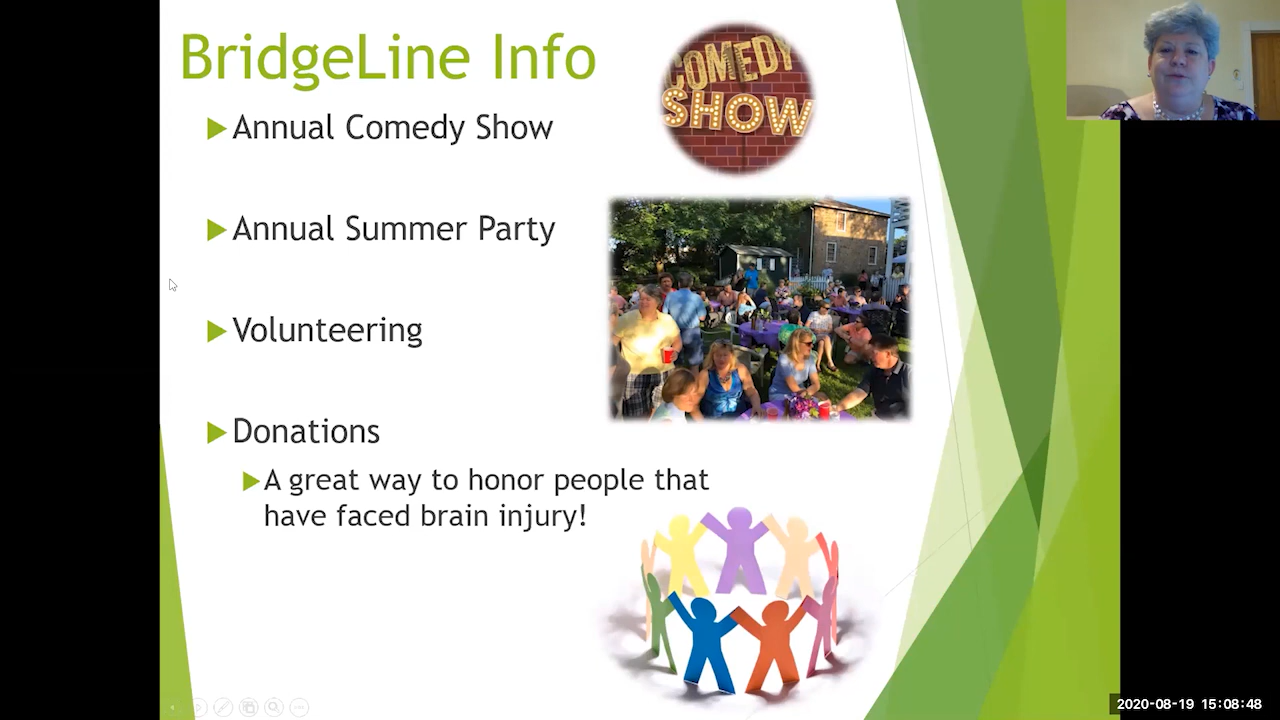 BridgeLine Info
COMEDY
SHOW
Annual Comedy Show
Annual Summer Party
Volunteering
Donations
A great way to honor people that
have faced brain injury!
2020-08-19 15:08:48